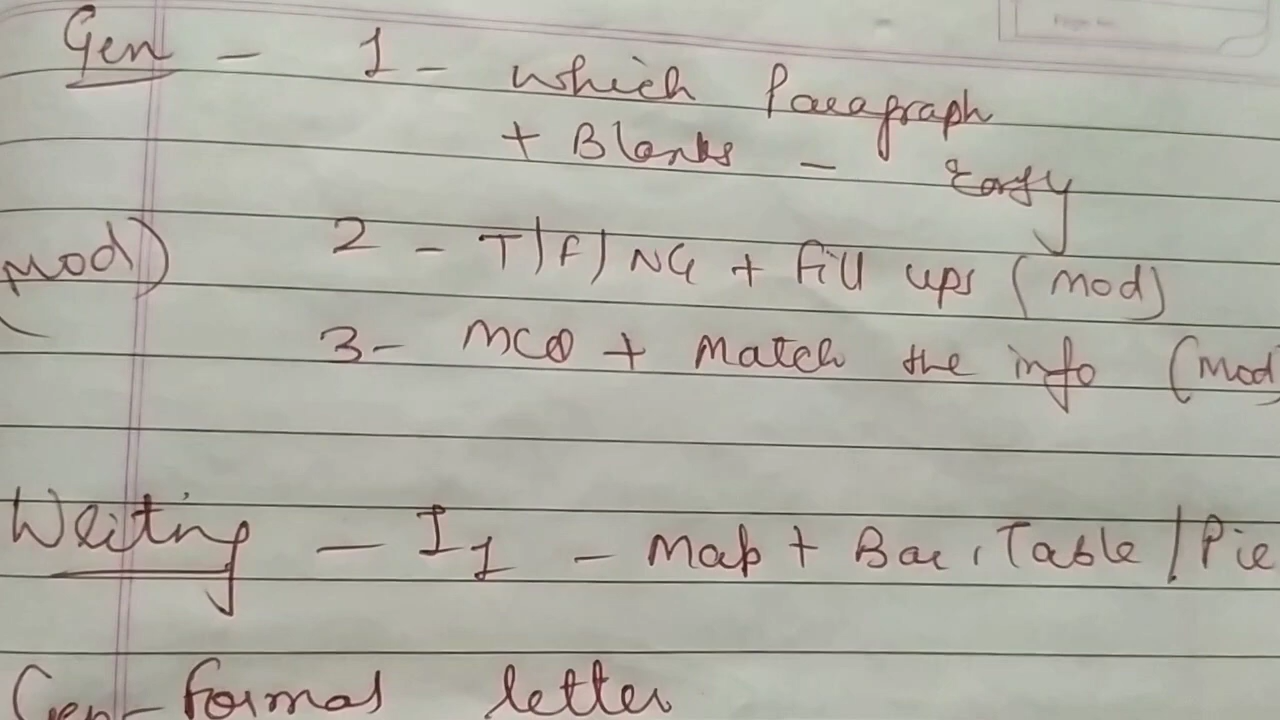 Gen - 1 - which Paragraph
+ Blanks - Easy
mod) 2 - T/F/NG + Fill ups (mod)
3- MCQ + Match the info (Mod)
Writing - I1 - Map + Bar, Table/Pie
Gen - formal letter